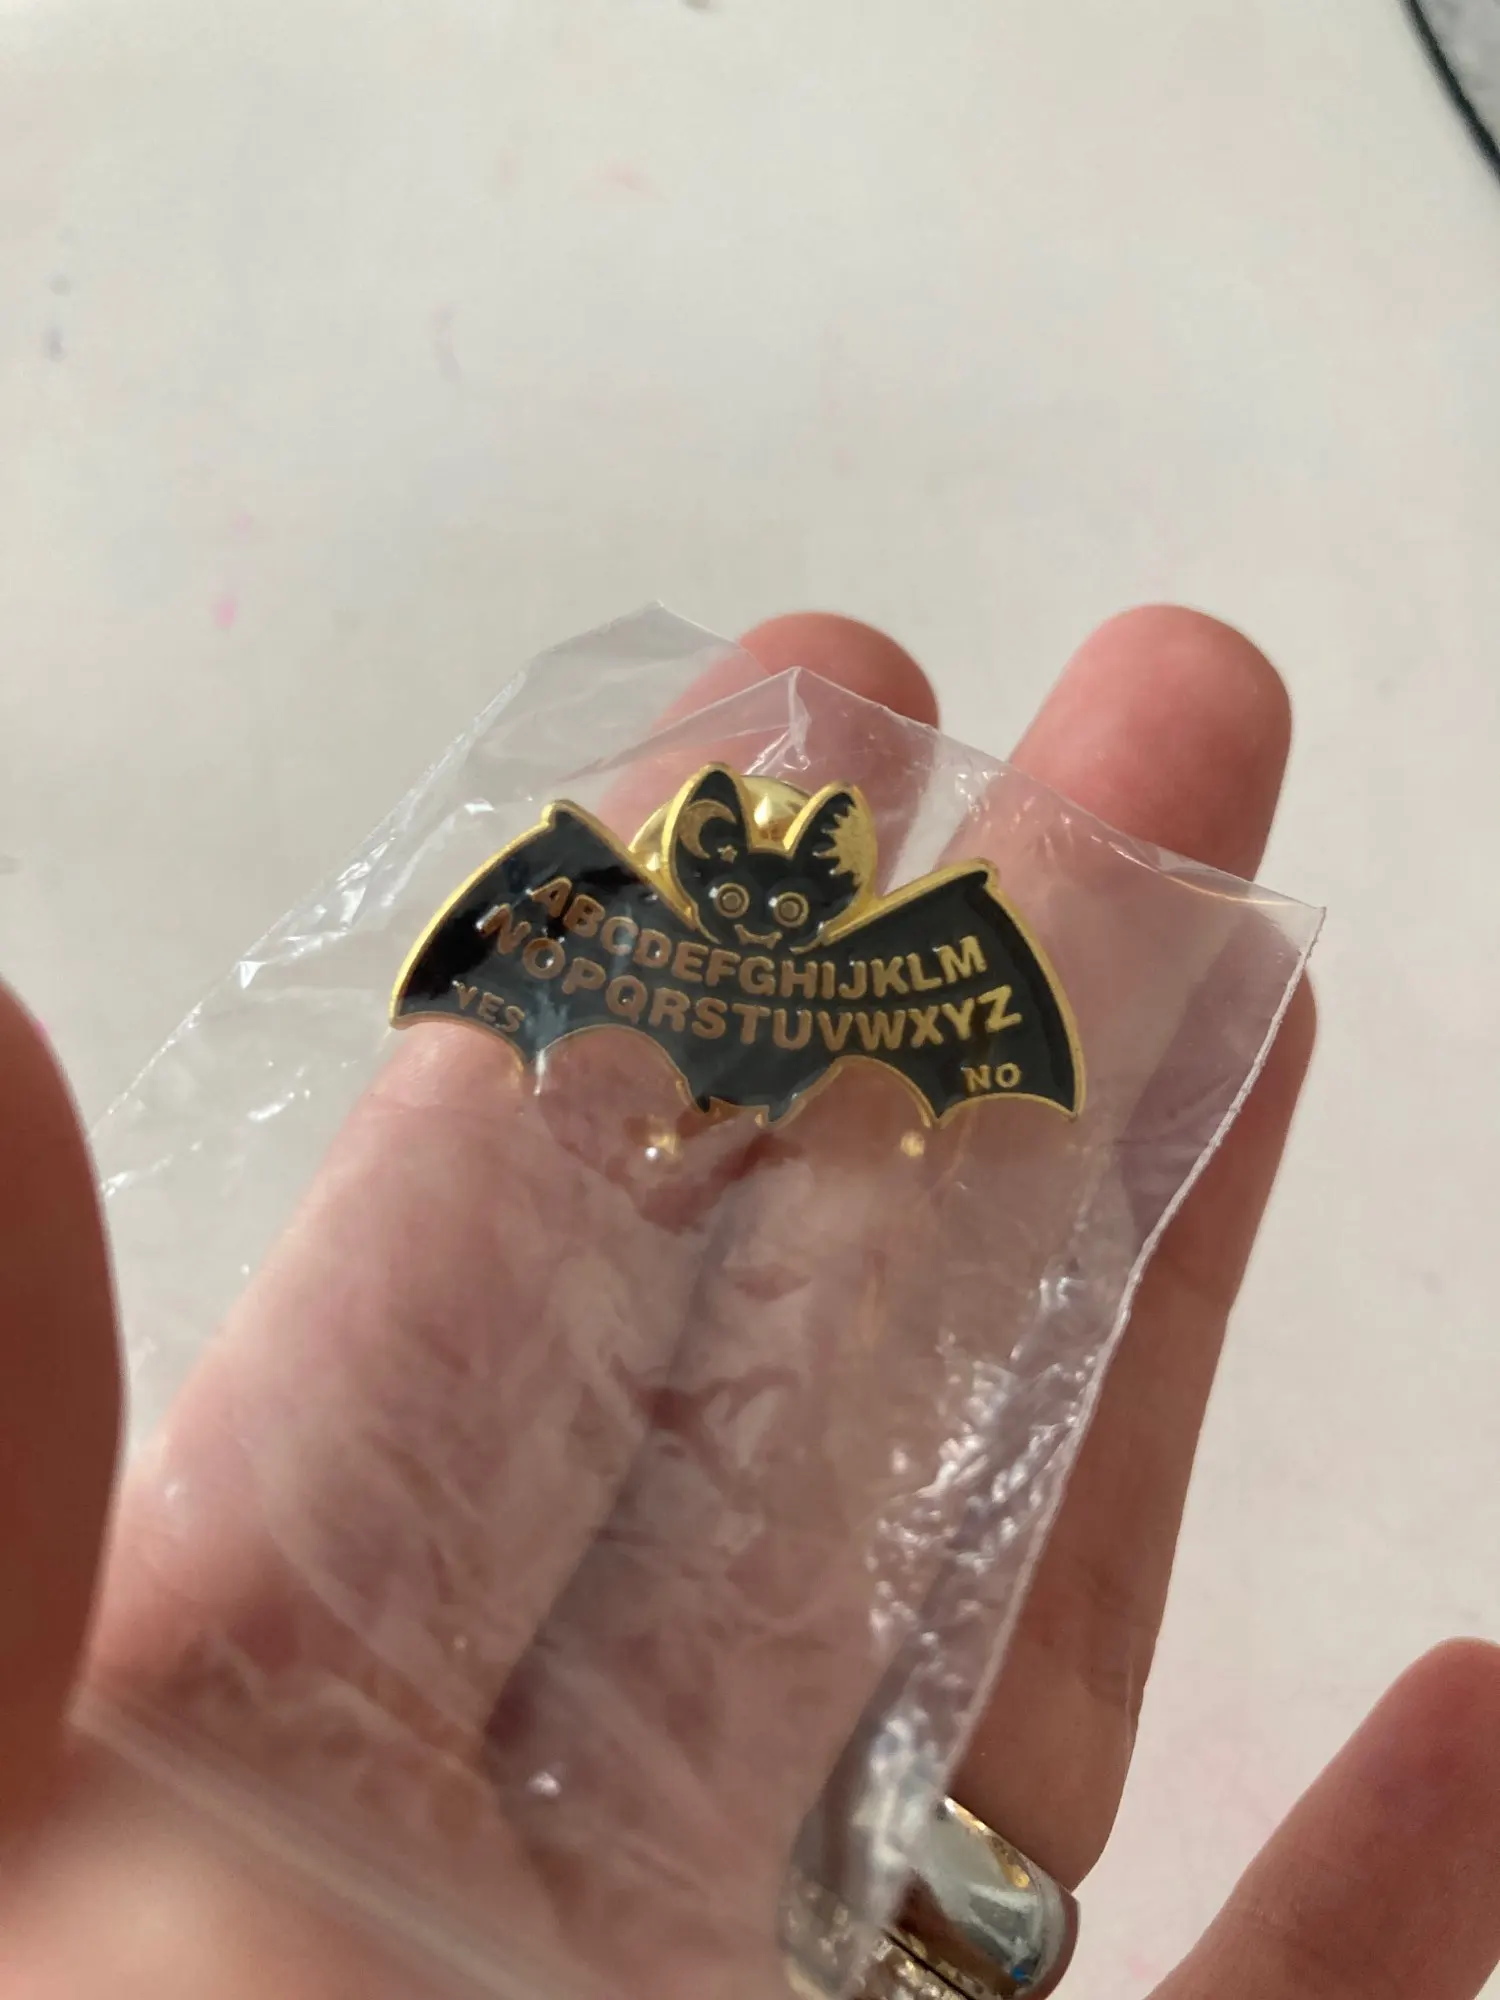 ABCDEFGHIJKLM
NOPQRSTUVWXYZ
YES
NO